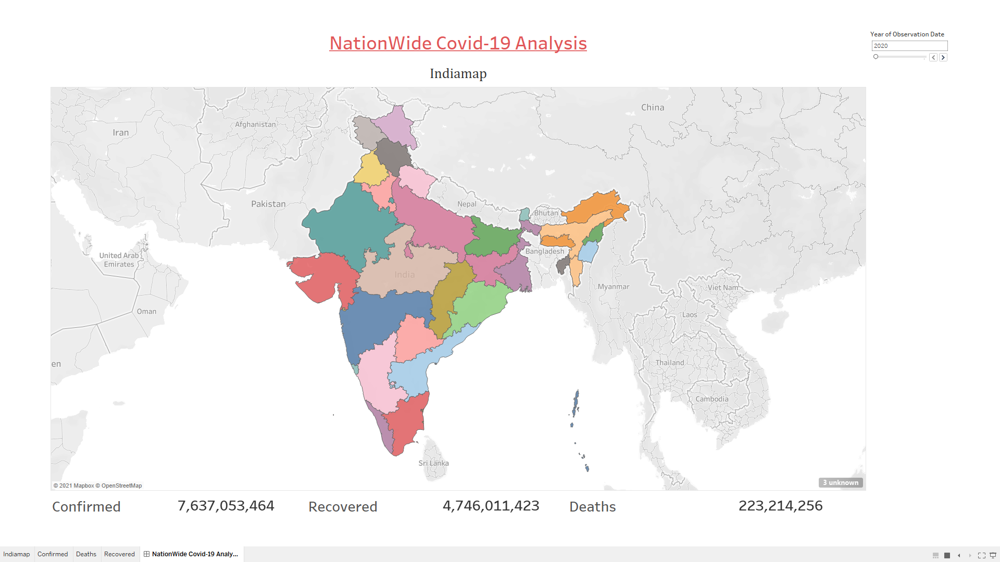 NationWide Covid-19 Analysis
Year of Observation Date
2020
Indiamap
China
Afghanistan
Iran
Pakistan
Nepal
Bhutan
Bangladesh
United Arab
Emirates
India
Myanmar
Viet Nam
Oman
Laos
en
Thailand
Cambodia
Sri Lanka
© 2021 Mapbox © OpenStreetMap
3 unknown
Confirmed 7,637,053,464 Recovered 4,746,011,423 Deaths 223,214,256
Indiamap Confirmed Deaths Recovered NationWide Covid-19 Analy...